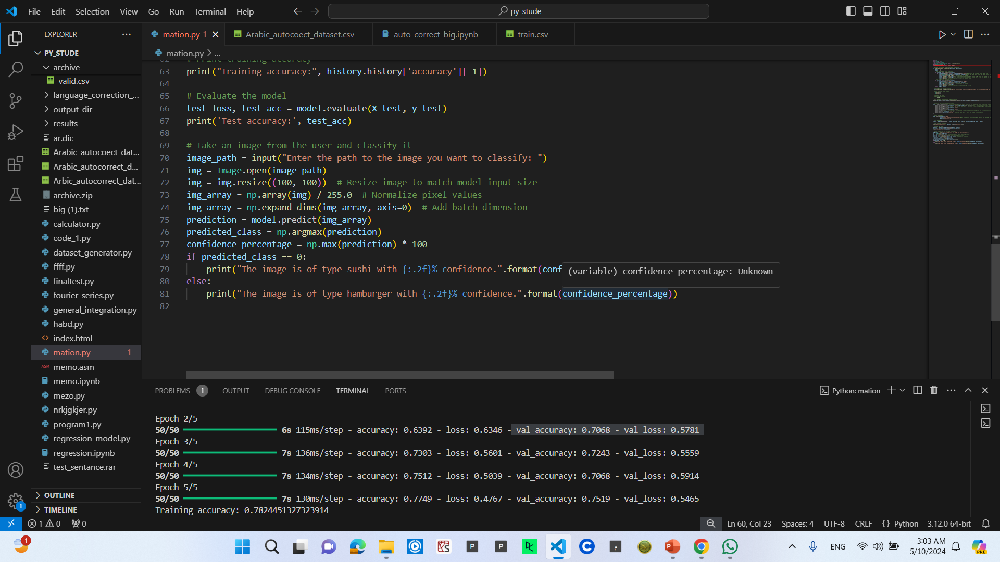 File Edit Selection View Go Run Terminal Help
py_stude
EXPLORER
PY_STUDE
archive
valid.csv
language_correction_...
output_dir
results
ar.dic
Arabic_autocoect_dat...
Arabic_autocorrect_d...
Arbic_autocorrect_dat...
archive.zip
big (1).txt
calculator.py
code_1.py
dataset_generator.py
ffff.py
finaltest.py
fourier_series.py
general_integration.py
habd.py
index.html
mation.py 1
memo.asm
memo.ipynb
mezo.py
nrkjgkjer.py
program1.py
regression_model.py
regression.ipynb
test_sentance.rar
OUTLINE
TIMELINE
mation.py 1
Arabic_autocoect_dataset.csv
auto-correct-big.ipynb
train.csv
mation.py > ...
62 # Print training accuracy
63 print("Training accuracy:", history.history['accuracy'][-1])
64
65 # Evaluate the model
66 test_loss, test_acc = model.evaluate(X_test, y_test)
67 print('Test accuracy:', test_acc)
68
69 # Take an image from the user and classify it
70 image_path = input("Enter the path to the image you want to classify: ")
71 img = Image.open(image_path)
72 img = img.resize((100, 100))  # Resize image to match model input size
73 img_array = np.array(img) / 255.0  # Normalize pixel values
74 img_array = np.expand_dims(img_array, axis=0)  # Add batch dimension
75 prediction = model.predict(img_array)
76 predicted_class = np.argmax(prediction)
77 confidence_percentage = np.max(prediction) * 100
78 if predicted_class == 0:
79     print("The image is of type sushi with {:.2f}% confidence.".format(conf
(variable) confidence_percentage: Unknown
80 else:
81     print("The image is of type hamburger with {:.2f}% confidence.".format(confidence_percentage))
82
PROBLEMS 1 OUTPUT DEBUG CONSOLE TERMINAL PORTS
Python: mation
Epoch 2/5
50/50 6s 115ms/step - accuracy: 0.6392 - loss: 0.6346 - val_accuracy: 0.7068 - val_loss: 0.5781
Epoch 3/5
50/50 7s 136ms/step - accuracy: 0.7303 - loss: 0.5601 - val_accuracy: 0.7243 - val_loss: 0.5559
Epoch 4/5
50/50 7s 134ms/step - accuracy: 0.7512 - loss: 0.5039 - val_accuracy: 0.7068 - val_loss: 0.5914
Epoch 5/5
50/50 7s 130ms/step - accuracy: 0.7749 - loss: 0.4767 - val_accuracy: 0.7519 - val_loss: 0.5465
Training accuracy: 0.7824451327323914
1
1 0 0
Ln 60, Col 23 Spaces: 4 UTF-8 CRLF Python 3.12.0 64-bit
1
ENG
3:03 AM
5/10/2024
PRE